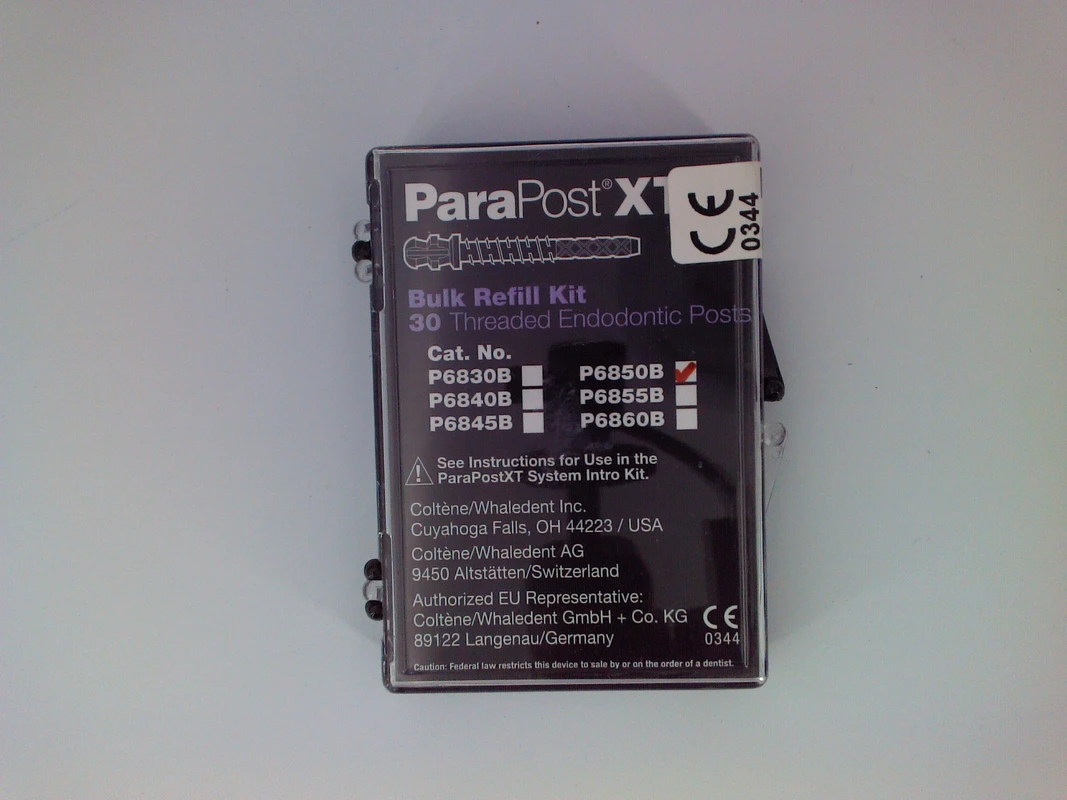 ParaPost® XT
CE
0344
Bulk Refill Kit
30 Threaded Endodontic Posts
Cat. No.
P6830B P6850B
P6840B P6855B
P6845B P6860B
See Instructions for Use in the
ParaPostXT System Intro Kit.
Coltène/Whaledent Inc.
Cuyahoga Falls, OH 44223 / USA
Coltène/Whaledent AG
9450 Altstätten/Switzerland
Authorized EU Representative:
Coltène/Whaledent GmbH + Co. KG
89122 Langenau/Germany
CE
0344
Caution: Federal law restricts this device to sale by or on the order of a dentist.